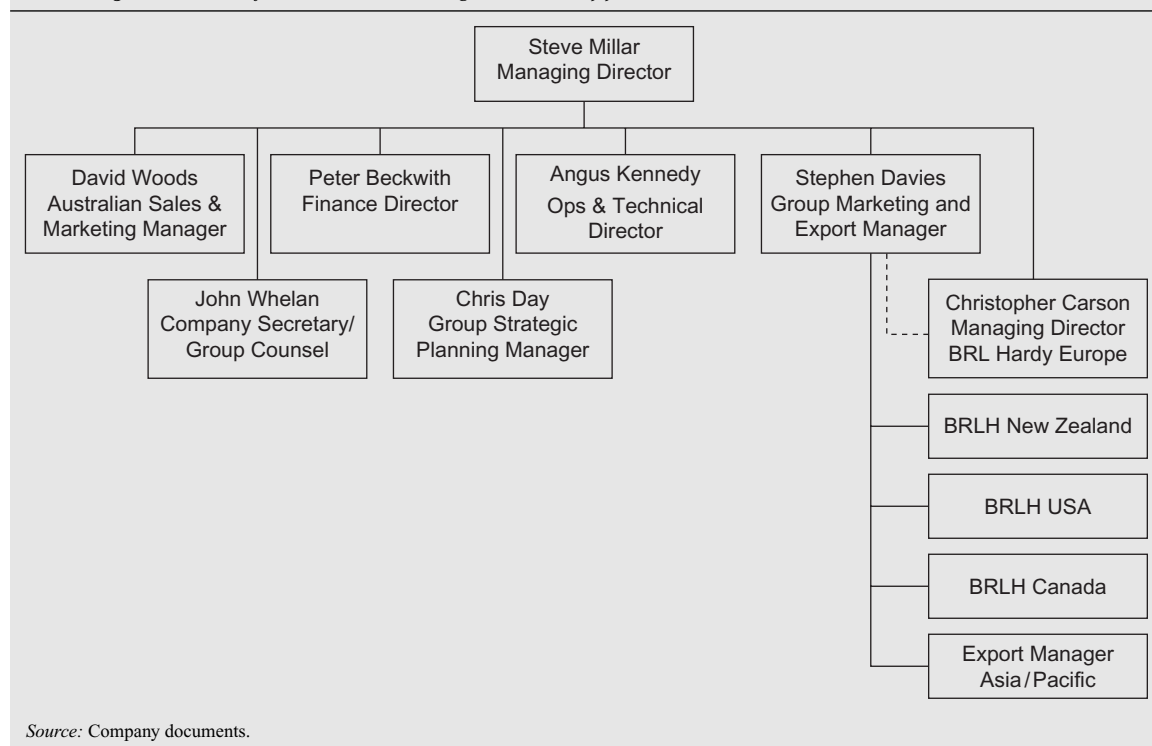 Steve Millar
Managing Director
David Woods
Australian Sales &
Marketing Manager
Peter Beckwith
Finance Director
Angus Kennedy
Ops & Technical
Director
Stephen Davies
Group Marketing and
Export Manager
John Whelan
Company Secretary/
Group Counsel
Chris Day
Group Strategic
Planning Manager
Christopher Carson
Managing Director
BRL Hardy Europe
BRLH New Zealand
BRLH USA
BRLH Canada
Export Manager
Asia/Pacific
Source: Company documents.